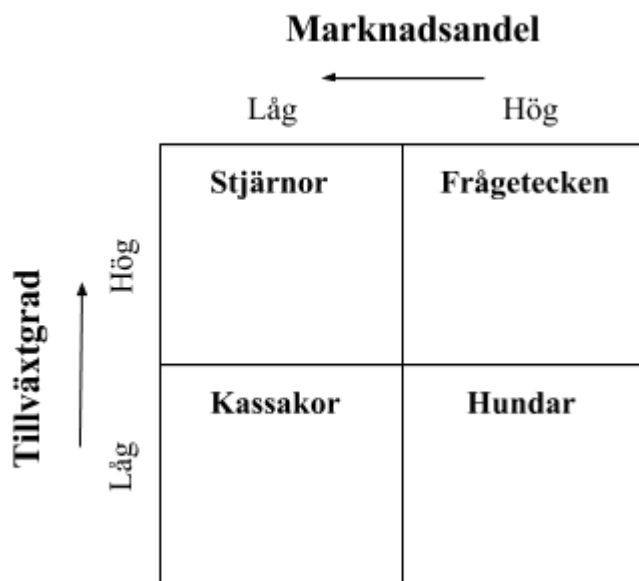 Marknadsandel
Låg Hög
Stjärnor Frågetecken
Hög
Tillväxtgrad
Kassakor Hundar
Låg